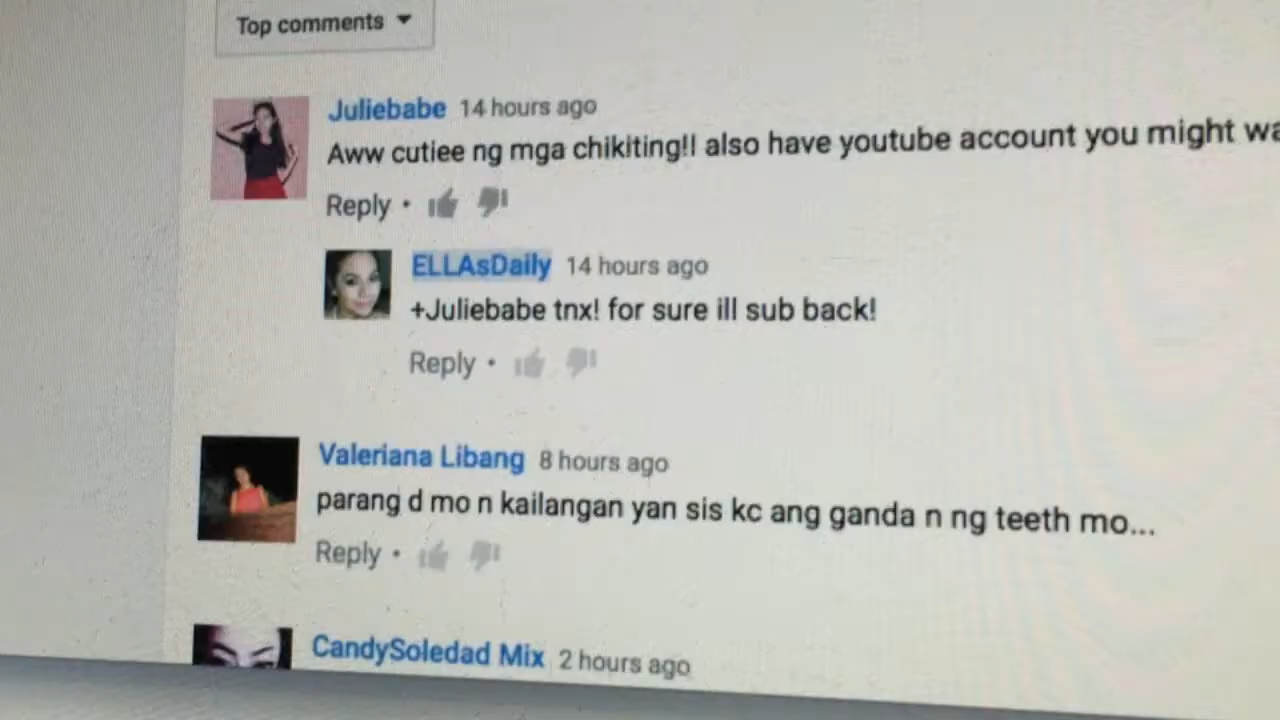 Top comments
Juliebabe 14 hours ago
Aww cutiee ng mga chikiting!! also have youtube account you might
Reply •
ELLAsDaily 14 hours ago
+Juliebabe tnx! for sure ill sub back!
Reply •
Valeriana Libang 8 hours ago
parang d mo n kailangan yan sis kc ang ganda n ng teeth mo...
Reply •
CandySoledad Mix 2 hours ago